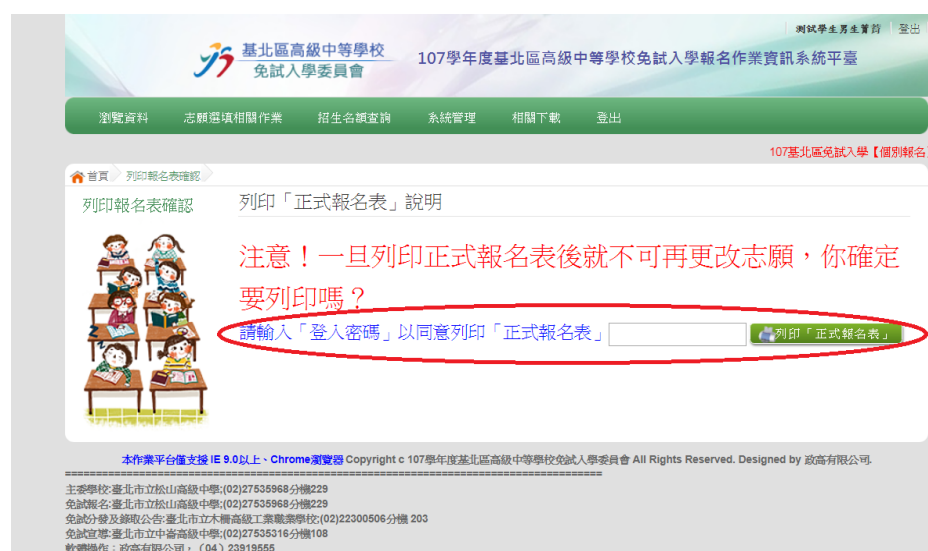 測試學生男生菁菁 登出
基北區高級中等學校
免試入學委員會
107學年度基北區高級中等學校免試入學報名作業資訊系統平臺
瀏覽資料 志願選填相關作業 招生名額查詢 系統管理 相關下載 登出
107基北區免試入學【個別報名
首頁 列印報名表確認
列印報名表確認
列印「正式報名表」說明
注意！一旦列印正式報名表後就不可再更改志願，你確定
要列印嗎？
請輸入「登入密碼」以同意列印「正式報名表」 列印「正式報名表」
本作業平台僅支援 IE 9.0以上、Chrome瀏覽器 Copyright c 107學年度基北區高級中等學校免試入學委員會 All Rights Reserved. Designed by 政高有限公司.
主委學校:臺北市立松山高級中學;(02)27535968分機229
免試報名:臺北市立松山高級中學;(02)27535968分機229
免試分發及錄取公告:臺北市立木柵高級工業職業學校;(02)22300506分機 203
免試宣導:臺北市立中崙高級中學;(02)27535316分機108
軟體操作：政高有限公司，（04）23919555